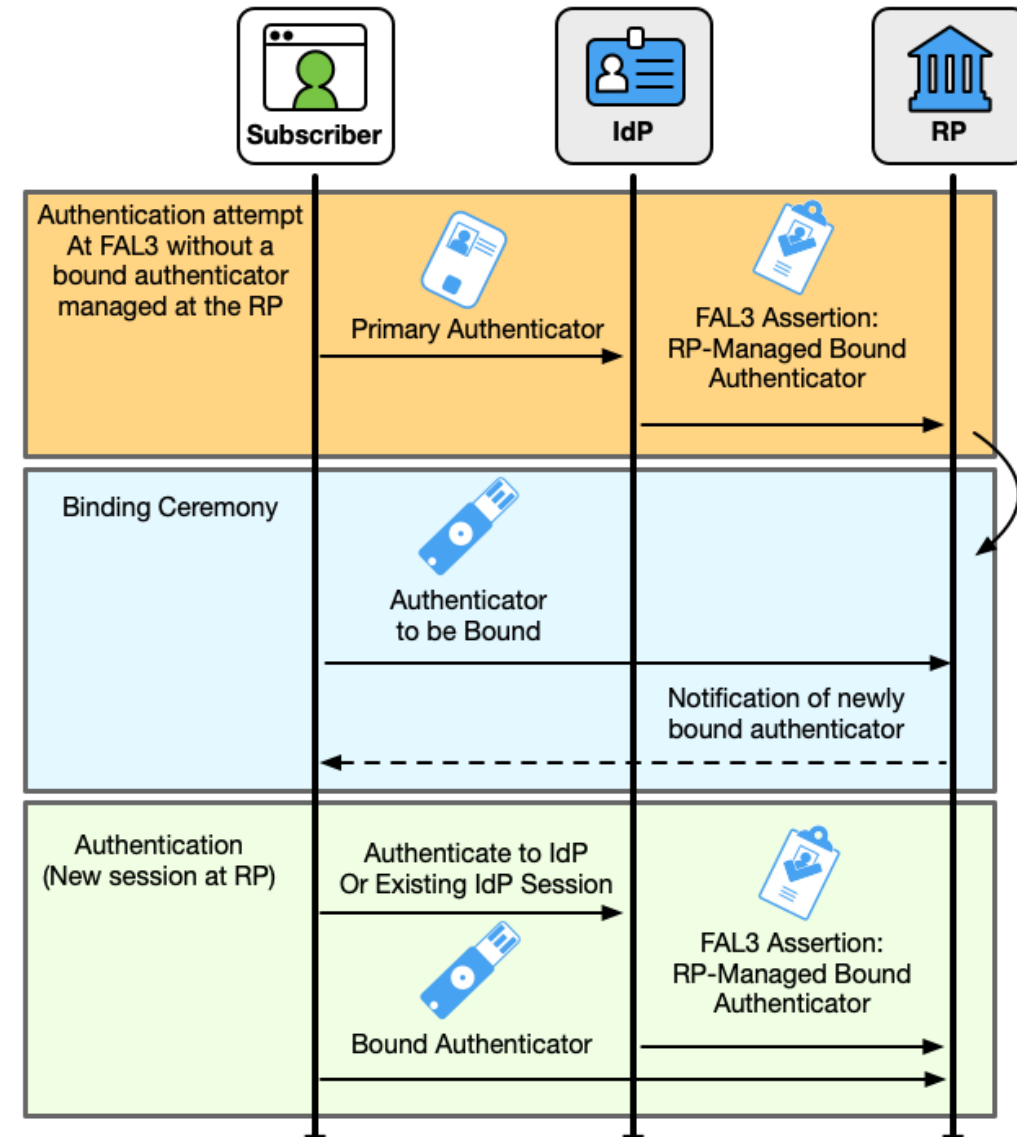 Subscriber
IdP
RP
Authentication attempt
At FAL3 without a
bound authenticator
managed at the RP
Primary Authenticator
FAL3 Assertion:
RP-Managed Bound
Authenticator
Binding Ceremony
Authenticator
to be Bound
Notification of newly
bound authenticator
Authentication
(New session at RP)
Authenticate to IdP
Or Existing IdP Session
FAL3 Assertion:
RP-Managed Bound
Authenticator
Bound Authenticator